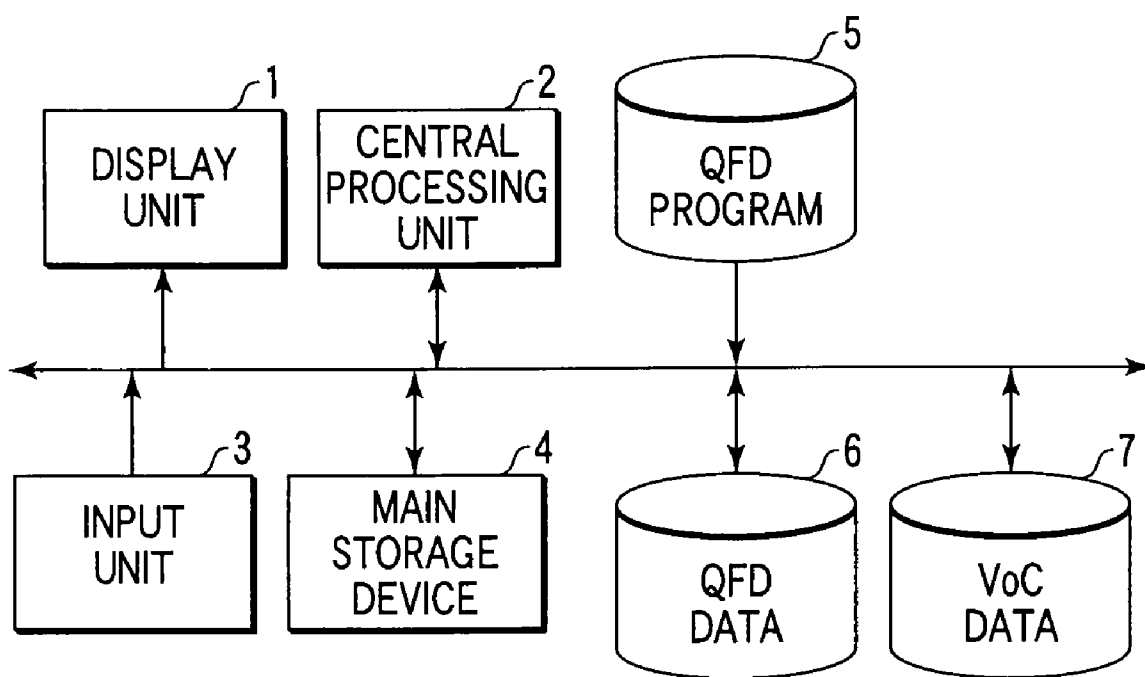 1
DISPLAY
UNIT
2
CENTRAL
PROCESSING
UNIT
5
QFD
PROGRAM
3
INPUT
UNIT
4
MAIN
STORAGE
DEVICE
6
QFD
DATA
7
VoC
DATA